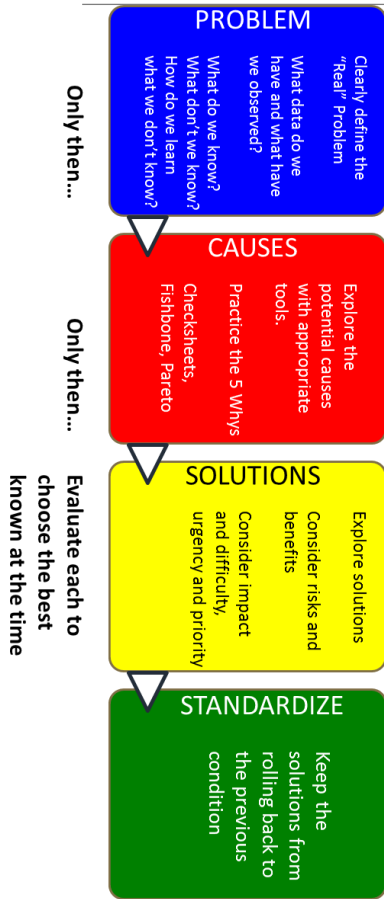 PROBLEM
Clearly define the
“Real” Problem
What data do we
have and what have
we observed?
What do we know?
What don't we know?
How do we learn
what we don't know?
Only then...
CAUSES
Explore the
potential causes
with appropriate
tools.
Practice the 5 Whys
Checksheets,
Fishbone, Pareto
Only then...
SOLUTIONS
Explore solutions
Consider risks and
benefits
Consider impact
and difficulty,
urgency and priority
Evaluate each to
choose the best
known at the time
STANDARDIZE
Keep the
solutions from
rolling back to
the previous
condition